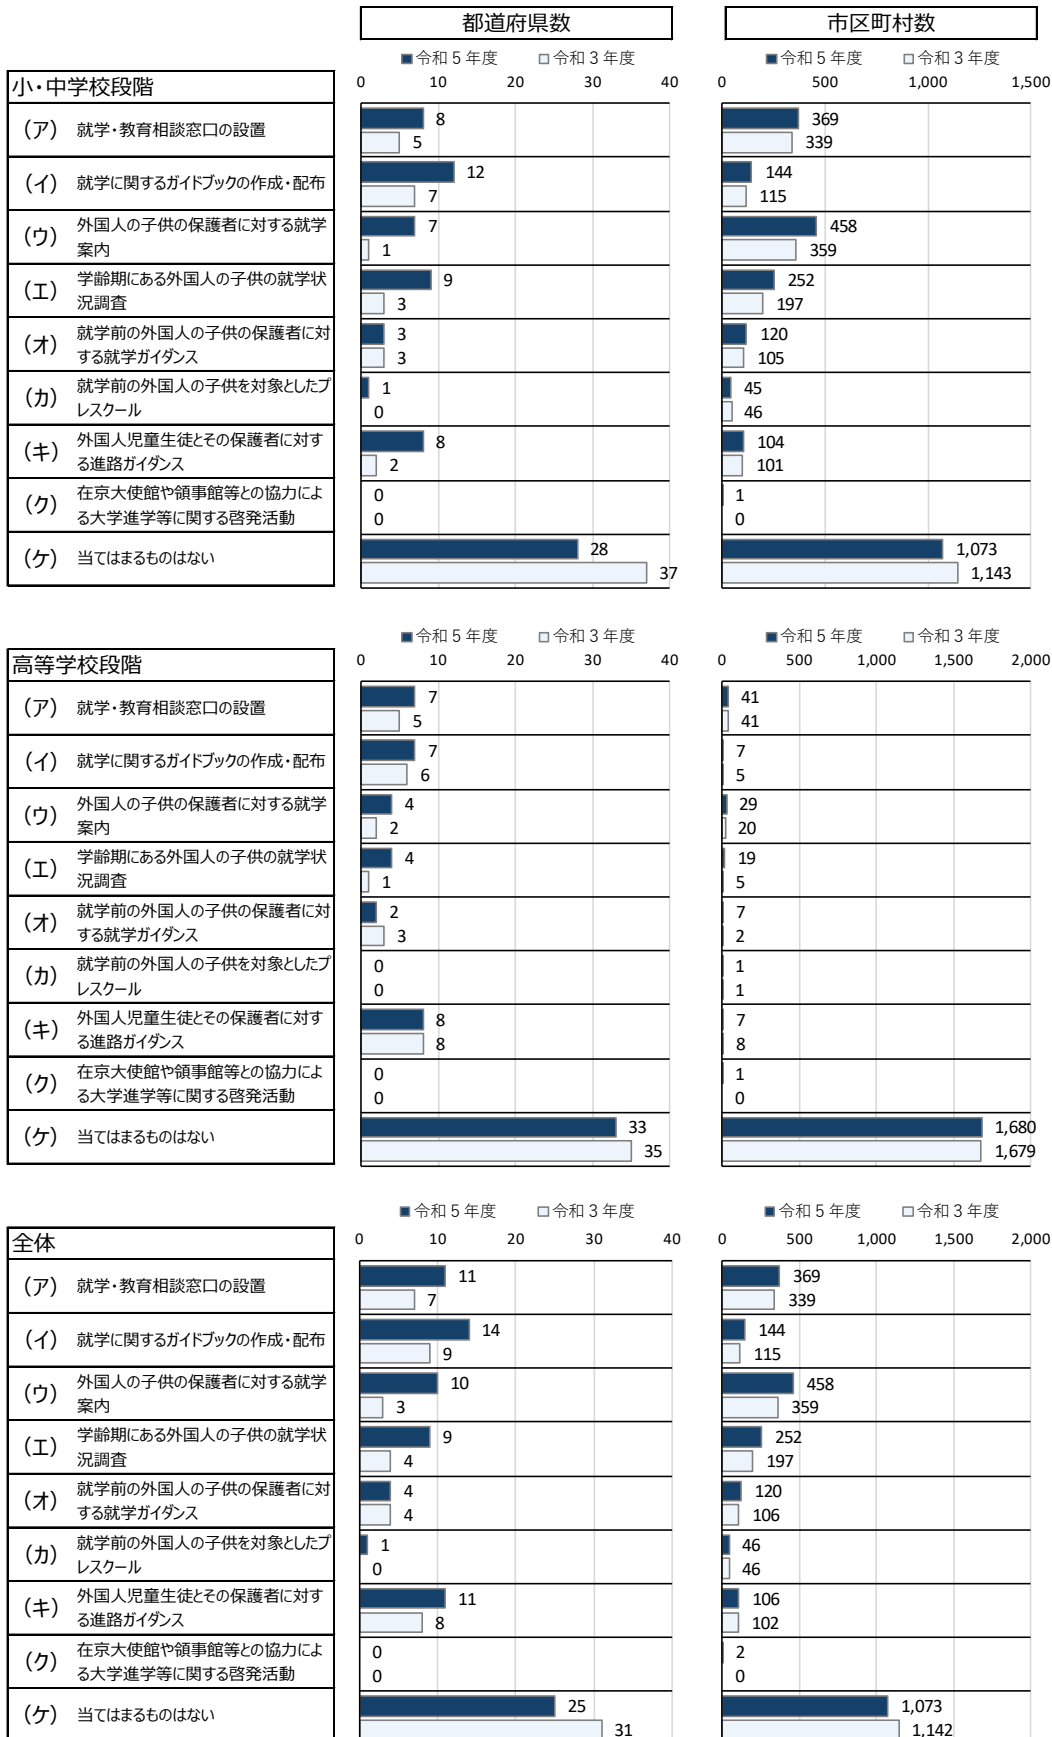 都道府県数 市区町村数
■令和５年度 □令和３年度 ■令和５年度 □令和３年度
小・中学校段階 0 10 20 30 40 0 500 1,000 1,500
（ア） 就学・教育相談窓口の設置 8 369
5 339
（イ） 就学に関するガイドブックの作成・配布 12 144
7 115
（ウ） 外国人の子供の保護者に対する就学 7 458
案内 1 359
（エ） 学齢期にある外国人の子供の就学状 9 252
況調査 3 197
（オ） 就学前の外国人の子供の保護者に対 3 120
する就学ガイダンス 3 105
（カ） 就学前の外国人の子供を対象としたプ 1 45
レスクール 0 46
（キ） 外国人児童生徒とその保護者に対す 8 104
る進路ガイダンス 2 101
（ク） 在京大使館や領事館等との協力によ 0 1
る大学進学等に関する啓発活動 0 0
（ケ） 当てはまるものはない 28 1,073
37 1,143
■令和５年度 □令和３年度 ■令和５年度 □令和３年度
高等学校段階 0 10 20 30 40 0 500 1,000 1,500 2,000
（ア） 就学・教育相談窓口の設置 7 41
5 41
（イ） 就学に関するガイドブックの作成・配布 7 7
6 5
（ウ） 外国人の子供の保護者に対する就学 4 29
案内 2 20
（エ） 学齢期にある外国人の子供の就学状 4 19
況調査 1 5
（オ） 就学前の外国人の子供の保護者に対 2 7
する就学ガイダンス 3 2
（カ） 就学前の外国人の子供を対象としたプ 0 1
レスクール 0 1
（キ） 外国人児童生徒とその保護者に対す 8 7
る進路ガイダンス 8 8
（ク） 在京大使館や領事館等との協力によ 0 1
る大学進学等に関する啓発活動 0 0
（ケ） 当てはまるものはない 33 1,680
35 1,679
■令和５年度 □令和３年度 ■令和５年度 □令和３年度
全体 0 10 20 30 40 0 500 1,000 1,500 2,000
（ア） 就学・教育相談窓口の設置 11 369
7 339
（イ） 就学に関するガイドブックの作成・配布 14 144
9 115
（ウ） 外国人の子供の保護者に対する就学 10 458
案内 3 359
（エ） 学齢期にある外国人の子供の就学状 9 252
況調査 4 197
（オ） 就学前の外国人の子供の保護者に対 4 120
する就学ガイダンス 4 106
（カ） 就学前の外国人の子供を対象としたプ 1 46
レスクール 0 46
（キ） 外国人児童生徒とその保護者に対す 11 106
る進路ガイダンス 8 102
（ク） 在京大使館や領事館等との協力によ 0 2
る大学進学等に関する啓発活動 0 0
（ケ） 当てはまるものはない 25 1,073
31 1,142